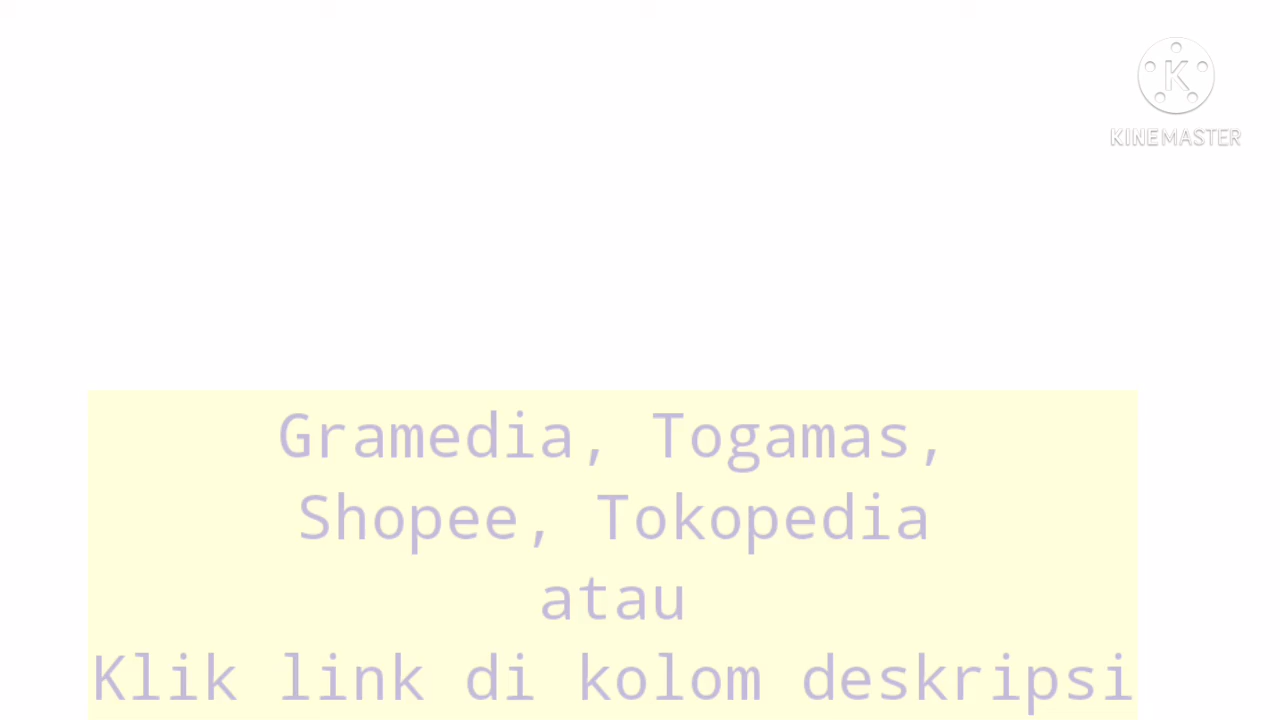 KINEMASTER
Gramedia, Togamas,
Shopee, Tokopedia
atau
Klik link di kolom deskripsi